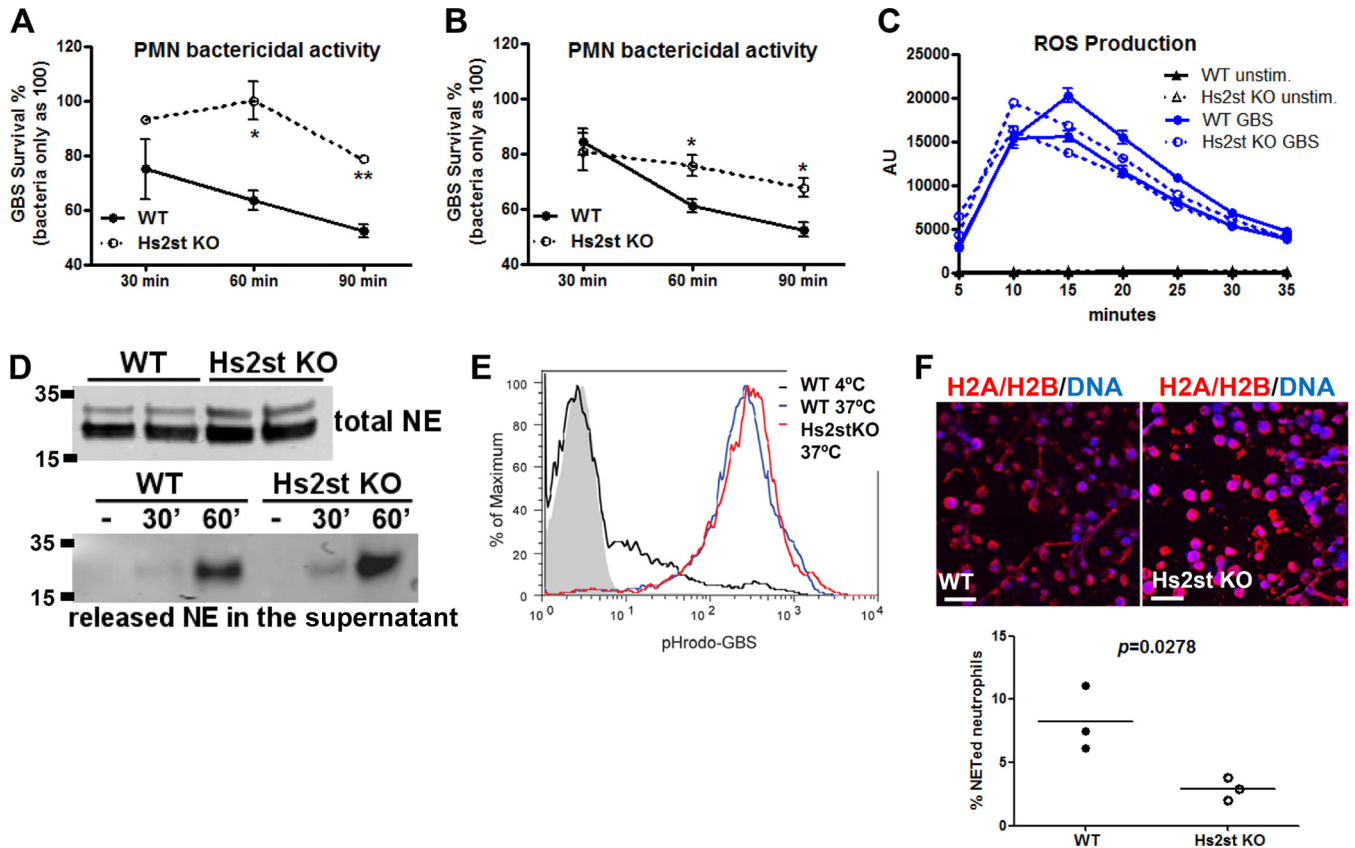 A
PMN bactericidal activity
GBS Survival %
(bacteria only as 100)
120
100
80
60
40
*
**
WT
Hs2st KO
30 min
60 min
90 min
B
PMN bactericidal activity
GBS Survival %
(bacteria only as 100)
120
100
80
60
40
*
*
WT
Hs2st KO
30 min
60 min
90 min
C
ROS Production
AU
25000
20000
15000
10000
5000
0
WT unstim.
Hs2st KO unstim.
WT GBS
Hs2st KO GBS
5
10
15
20
25
30
35
minutes
D
WT
Hs2st KO
35
15
total NE
WT
Hs2st KO
-
30’
60’
-
30’
60’
35
15
released NE in the supernatant
E
% of Maximum
100
80
60
40
20
0
WT 4ºC
WT 37ºC
Hs2stKO
37ºC
10⁰
10¹
10²
10³
10⁴
pHrodo-GBS
F
H2A/H2B/DNA
H2A/H2B/DNA
WT
Hs2st KO
% NETed neutrophils
15
10
5
0
p=0.0278
WT
Hs2st KO